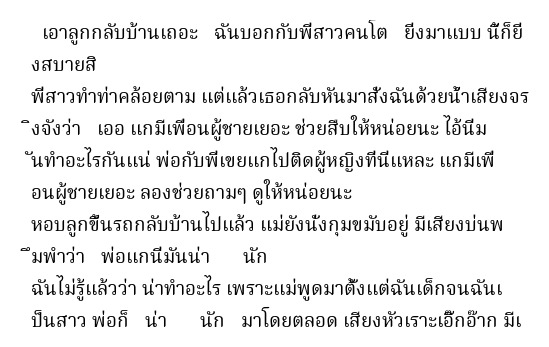 เอาลูกกลับบ้านเถอะ ฉันบอกกับพี่สาวคนโต ยิ่งมาแบบ นี้ก็ยิ
่งสบายสิ
พี่สาวทำท่าคล้อยตาม แต่แล้วเธอกลับหันมาสั่งฉันด้วยน้ำเสียงจร
ิงจังว่า เออ แกมีเพื่อนผู้ชายเยอะ ช่วยสืบให้หน่อยนะ ไอ้นี่ม
ันทำอะไรกันแน่ พ่อกับพี่เขยแกไปติดผู้หญิงที่นี่แหละ แกมีเพื
่อนผู้ชายเยอะ ลองช่วยถามๆ ดูให้หน่อยนะ
หอบลูกขึ้นรถกลับบ้านไปแล้ว แม่ยังนั่งกุมขมับอยู่ มีเสียงบ่นพ
ึมพำว่า พ่อแกนี่มันน่า นัก
ฉันไม่รู้แล้วว่า น่าทำอะไร เพราะแม่พูดมาตั้งแต่ฉันเด็กจนฉันเ
ป็นสาว พ่อก็ น่า นัก มาโดยตลอด เสียงหัวเราะเอิ๊กอ๊าก มีเ